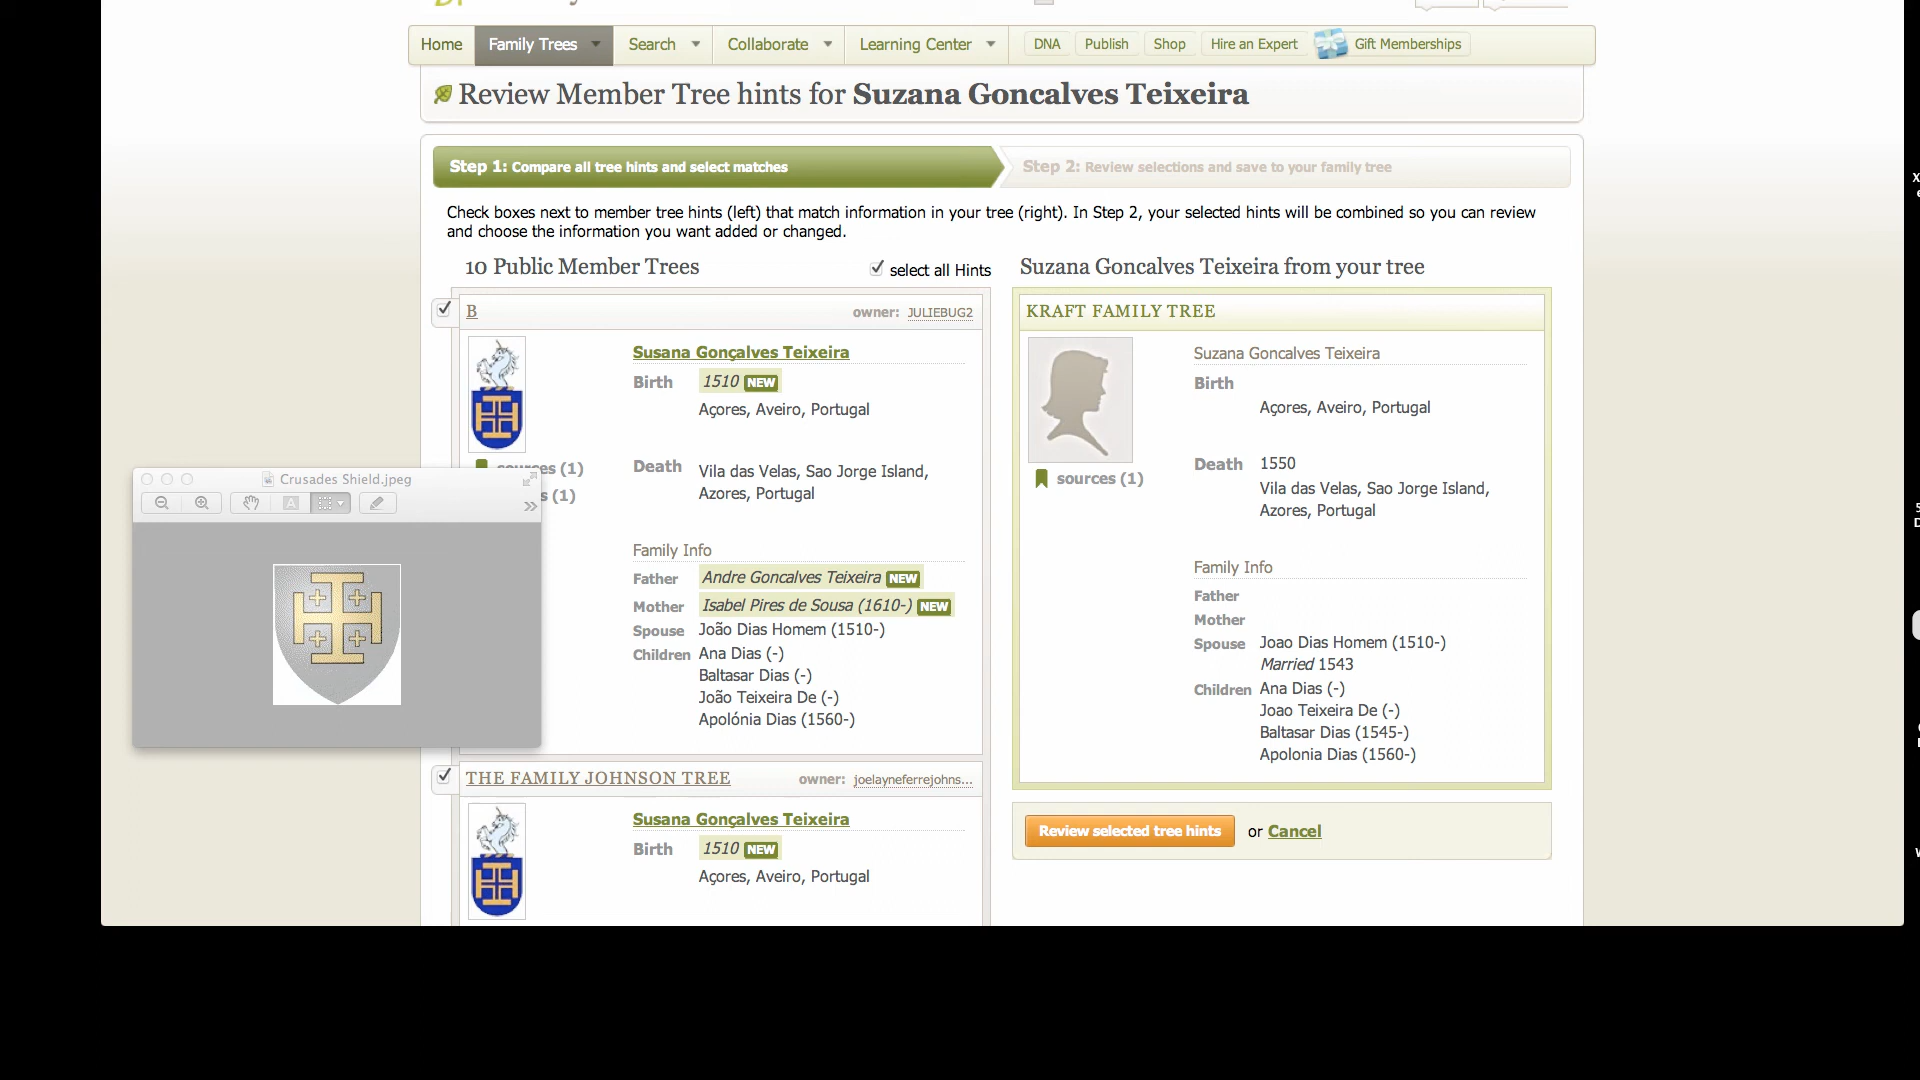 Home Family Trees Search Collaborate Learning Center DNA Publish Shop Hire an Expert Gift Memberships
Review Member Tree hints for Suzana Goncalves Teixeira
Step 1: Compare all tree hints and select matches
Step 2: Review selections and save to your family tree
Check boxes next to member tree hints (left) that match information in your tree (right). In Step 2, your selected hints will be combined so you can review
and choose the information you want added or changed.
10 Public Member Trees
select all Hints
B
owner: JULIEBUG2
Susana Gonçalves Teixeira
Birth 1510 NEW
Açores, Aveiro, Portugal
sources (1)
s (1)
Death Vila das Velas, Sao Jorge Island,
Azores, Portugal
Family Info
Father Andre Goncalves Teixeira NEW
Mother Isabel Pires de Sousa (1610-) NEW
Spouse João Dias Homem (1510-)
Children Ana Dias (-)
Baltasar Dias (-)
João Teixeira De (-)
Apolónia Dias (1560-)
Crusades Shield.jpeg
THE FAMILY JOHNSON TREE
owner: joelayneferrejohns...
Susana Gonçalves Teixeira
Birth 1510 NEW
Açores, Aveiro, Portugal
Suzana Goncalves Teixeira from your tree
KRAFT FAMILY TREE
Suzana Goncalves Teixeira
Birth
Açores, Aveiro, Portugal
sources (1)
Death 1550
Vila das Velas, Sao Jorge Island,
Azores, Portugal
Family Info
Father
Mother
Spouse Joao Dias Homem (1510-)
Married 1543
Children Ana Dias (-)
Joao Teixeira De (-)
Baltasar Dias (1545-)
Apolonia Dias (1560-)
Review selected tree hints or Cancel